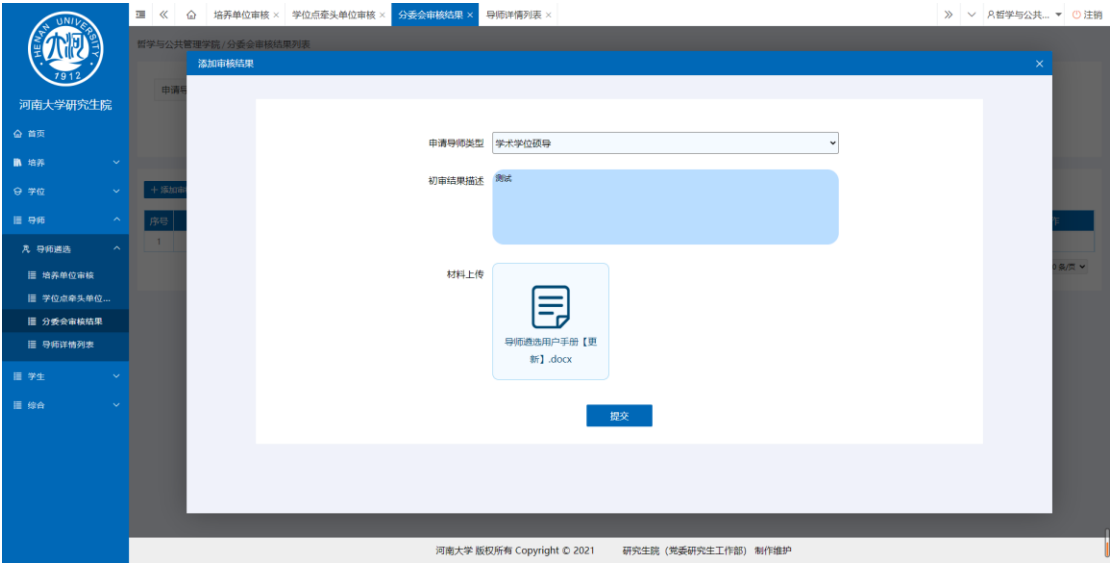 HENAN UNIVERSITY
1912
河南大学研究生院
首页
培养
学位
导师
导师遴选
培养单位审核
学位点牵头单位...
分委会审核结果
导师详情列表
学生
综合
培养单位审核 × 学位点牵头单位审核 × 分委会审核结果 × 导师详情列表 × 哲学与公共... 注销
哲学与公共管理学院 / 分委会审核结果列表
添加审核结果 ×
申请导
申请导师类型 学术学位硕导
初审结果描述 测试
+ 添加审
序号
1
条/页
材料上传
导师遴选用户手册【更
新】.docx
提交
河南大学 版权所有 Copyright © 2021 研究生院（党委研究生工作部） 制作维护